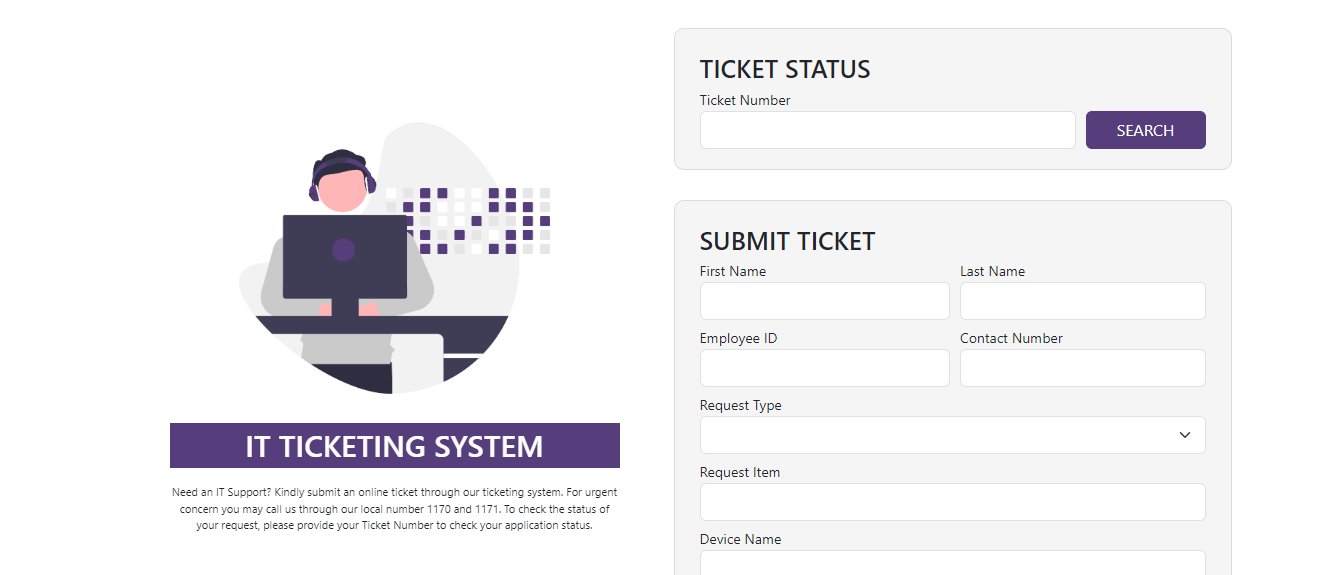 IT TICKETING SYSTEM
Need an IT Support? Kindly submit an online ticket through our ticketing system. For urgent
concern you may call us through our local number 1170 and 1171. To check the status of
your request, please provide your Ticket Number to check your application status.
TICKET STATUS
Ticket Number
SEARCH
SUBMIT TICKET
First Name
Last Name
Employee ID
Contact Number
Request Type
Request Item
Device Name